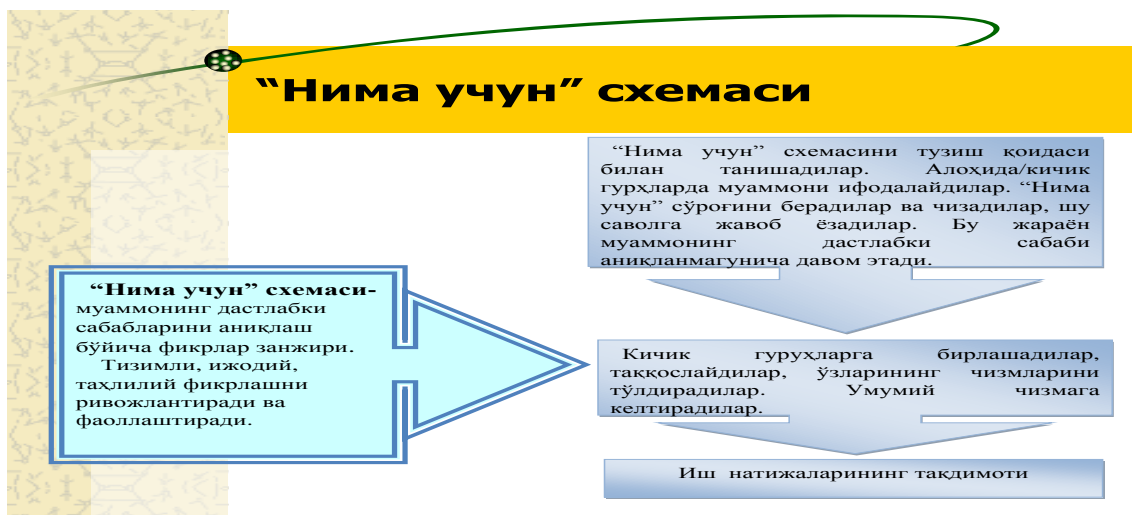 “Нима учун” схемаси
“Нима учун” схемаси-
муаммонинг дастлабки
сабабларини аниқлаш
бўйича фикрлар занжири.
Тизимли, ижодий,
таҳлилий фикрлашни
ривожлантиради ва
фаоллаштиради.
“Нима учун” схемасини тузиш қоидаси
билан танишадилар. Алоҳида/кичик
гурҳларда муаммони ифодалайдилар. “Нима
учун” сўроғини берадилар ва чизадилар, шу
саволга жавоб ёзадилар. Бу жараён
муаммонинг дастлабки сабаби
аниқланмагунича давом этади.
Кичик гуруҳларга бирлашадилар,
таққослайдилар, ўзларининг чизмларини
тўлдирадилар. Умумий чизмага
келтирадилар.
Иш натижаларининг тақдимоти